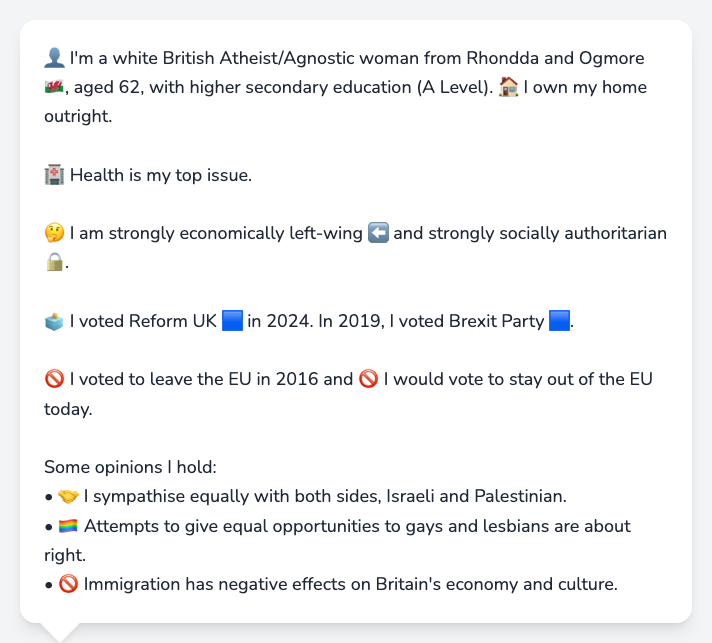 👤 I'm a white British Atheist/Agnostic woman from Rhondda and Ogmore
🏴󠁧󠁢󠁷󠁬󠁳󠁿, aged 62, with higher secondary education (A Level). 🏠 I own my home
outright.
🏥 Health is my top issue.
🤔 I am strongly economically left-wing ⬅️ and strongly socially authoritarian
🔒.
🗳️ I voted Reform UK 🟦 in 2024. In 2019, I voted Brexit Party 🟦.
🚫 I voted to leave the EU in 2016 and 🚫 I would vote to stay out of the EU
today.
Some opinions I hold:
• 🤝 I sympathise equally with both sides, Israeli and Palestinian.
• 🏳️‍🌈 Attempts to give equal opportunities to gays and lesbians are about
right.
• 🚫 Immigration has negative effects on Britain's economy and culture.